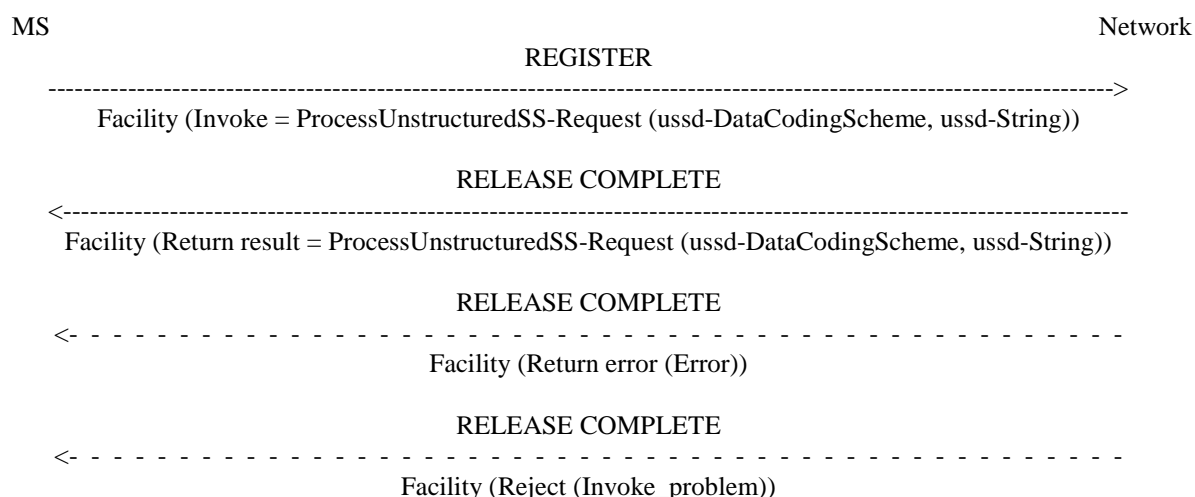 MS Network
REGISTER
------------------------------------------------------------------------------------------------------------------------>
Facility (Invoke = ProcessUnstructuredSS-Request (ussd-DataCodingScheme, ussd-String))
RELEASE COMPLETE
<------------------------------------------------------------------------------------------------------------------------
Facility (Return result = ProcessUnstructuredSS-Request (ussd-DataCodingScheme, ussd-String))
RELEASE COMPLETE
<- - - - - - - - - - - - - - - - - - - - - - - - - - - - - - - - - - - - - - - - - - - - - - - -
Facility (Return error (Error))
RELEASE COMPLETE
<- - - - - - - - - - - - - - - - - - - - - - - - - - - - - - - - - - - - - - - - - - - - - - - -
Facility (Reject (Invoke_problem))